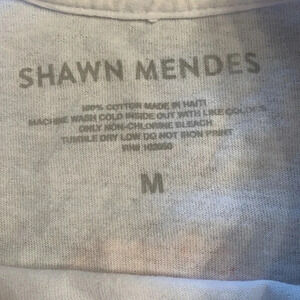 SHAWN MENDES
100% COTTON MADE IN HAITI
MACHINE WASH COLD INSIDE OUT WITH LIKE COLORS
ONLY NON-CHLORINE BLEACH
TUMBLE DRY LOW DO NOT IRON PRINT
M